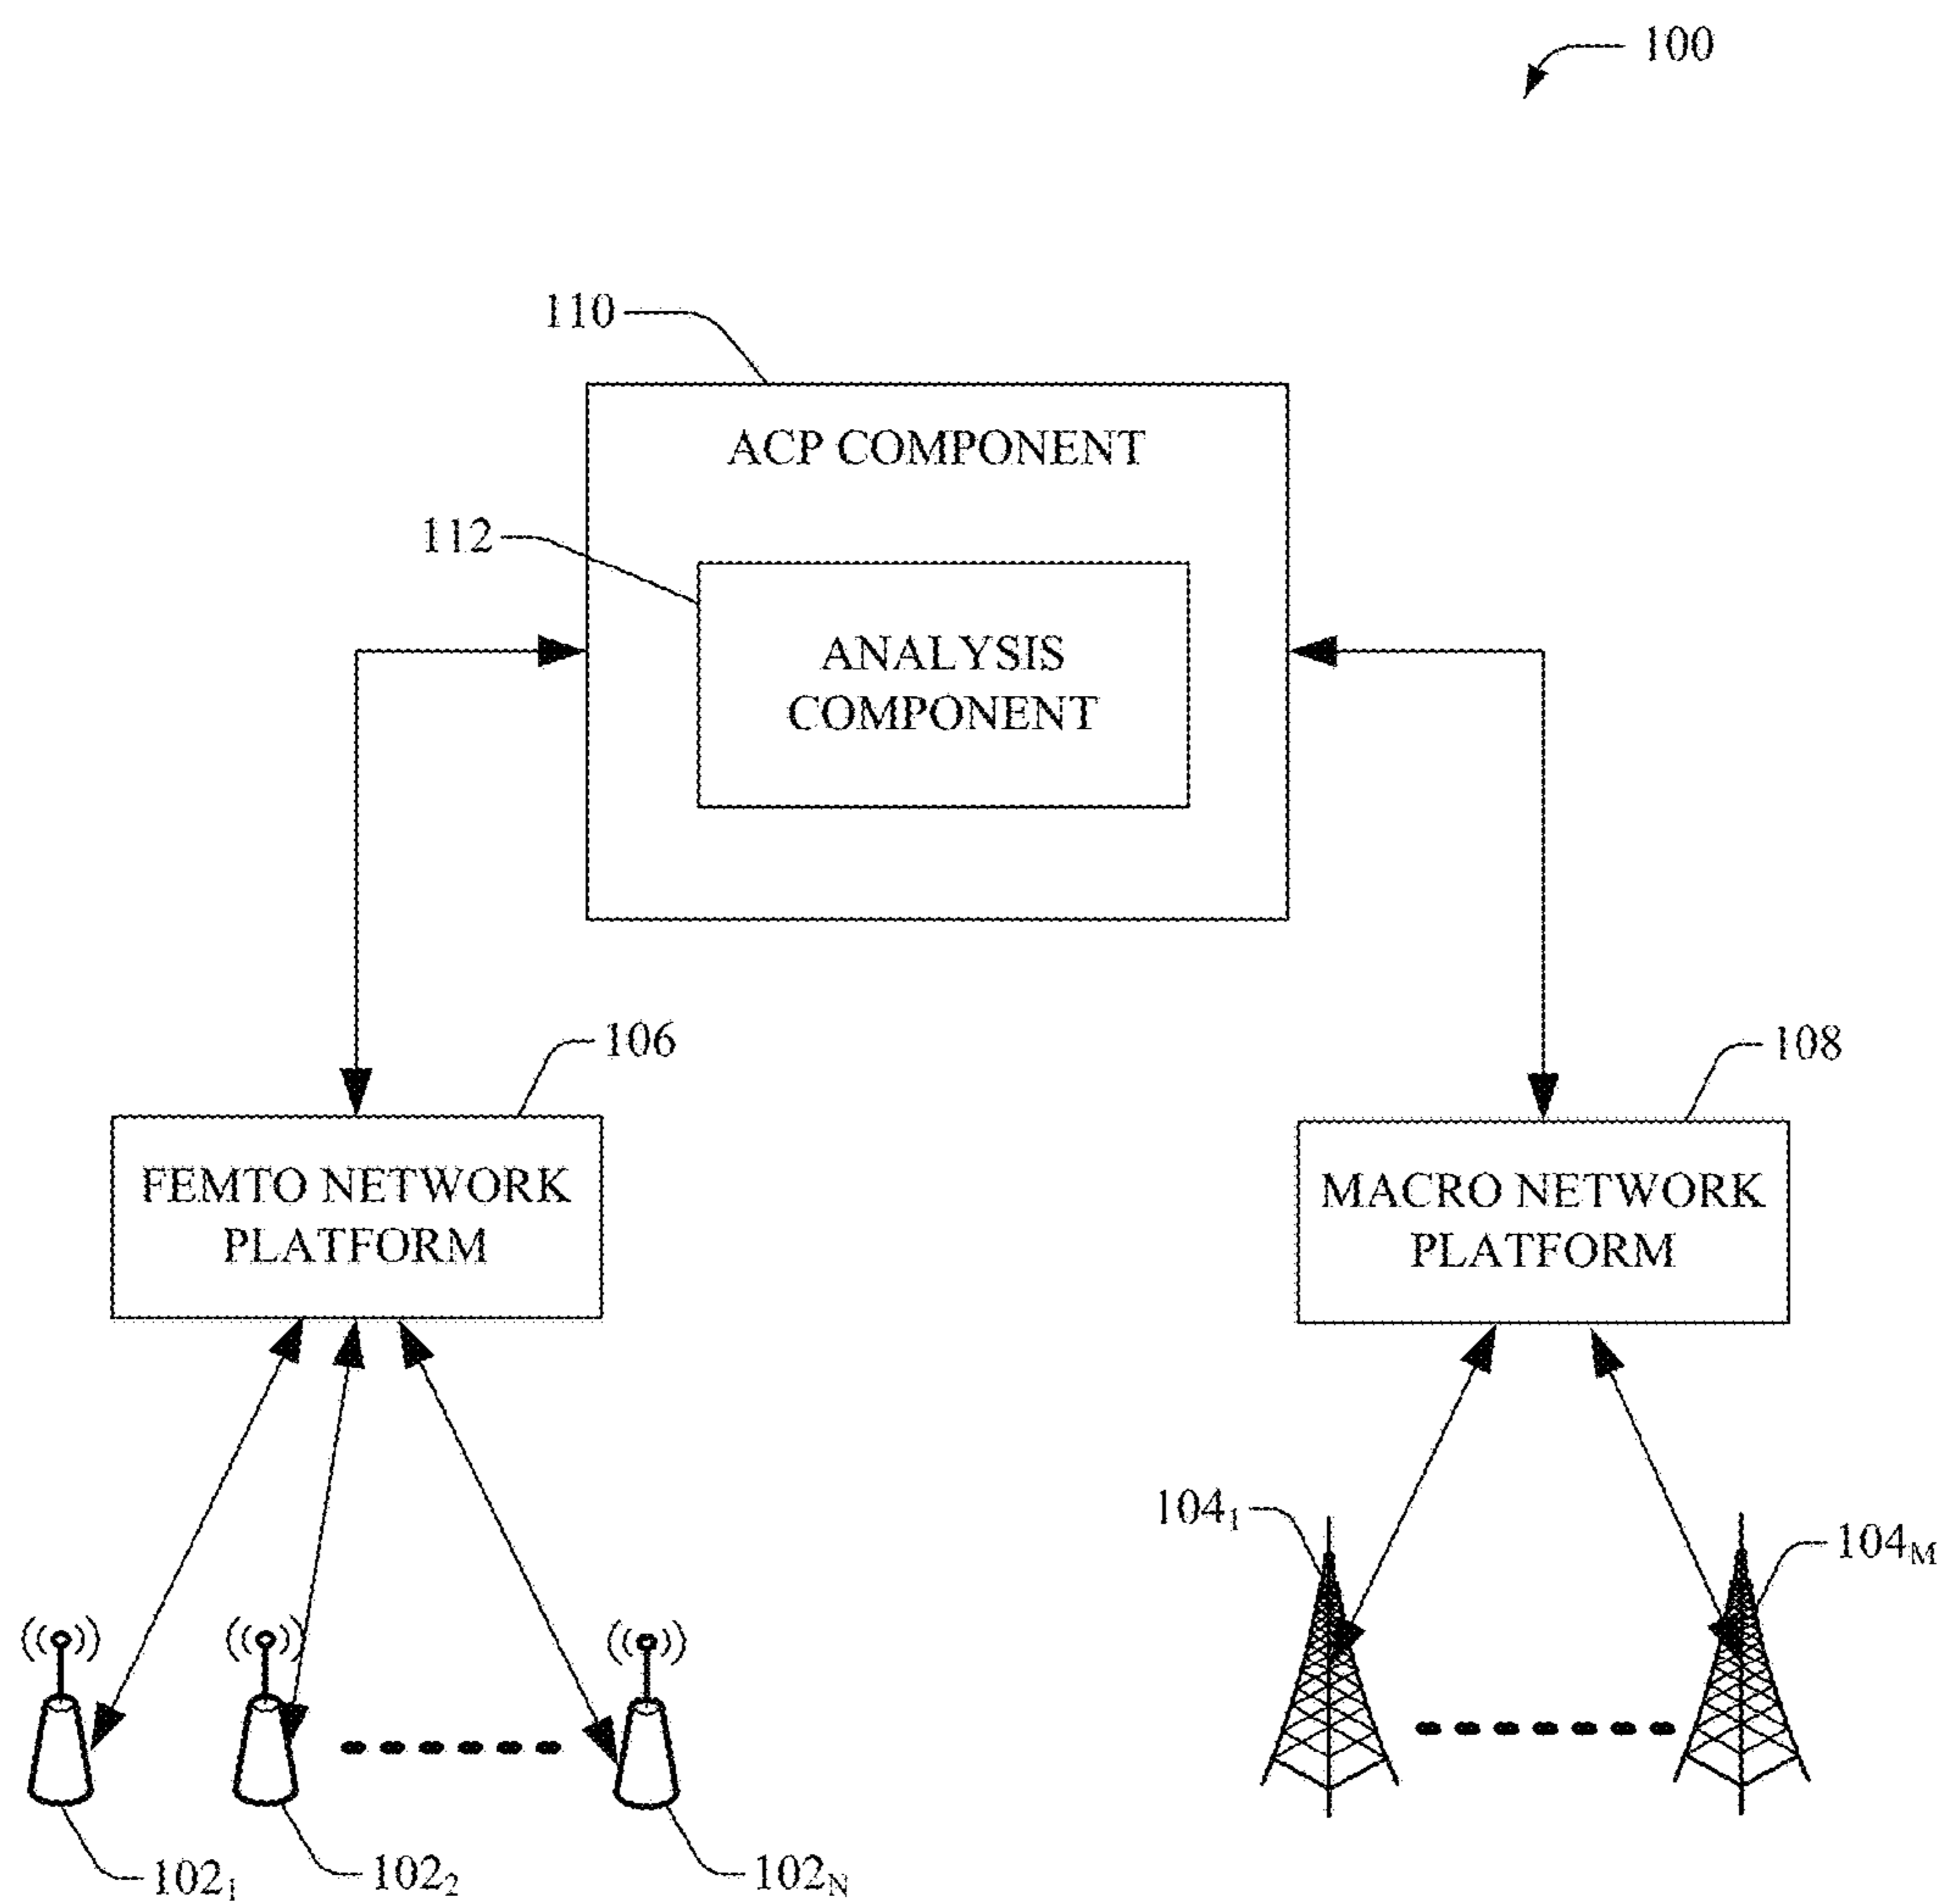 100
110
ACP COMPONENT
112
ANALYSIS
COMPONENT
106
108
FEMTO NETWORK
PLATFORM
MACRO NETWORK
PLATFORM
104₁
104M
102₁
102₂
102N